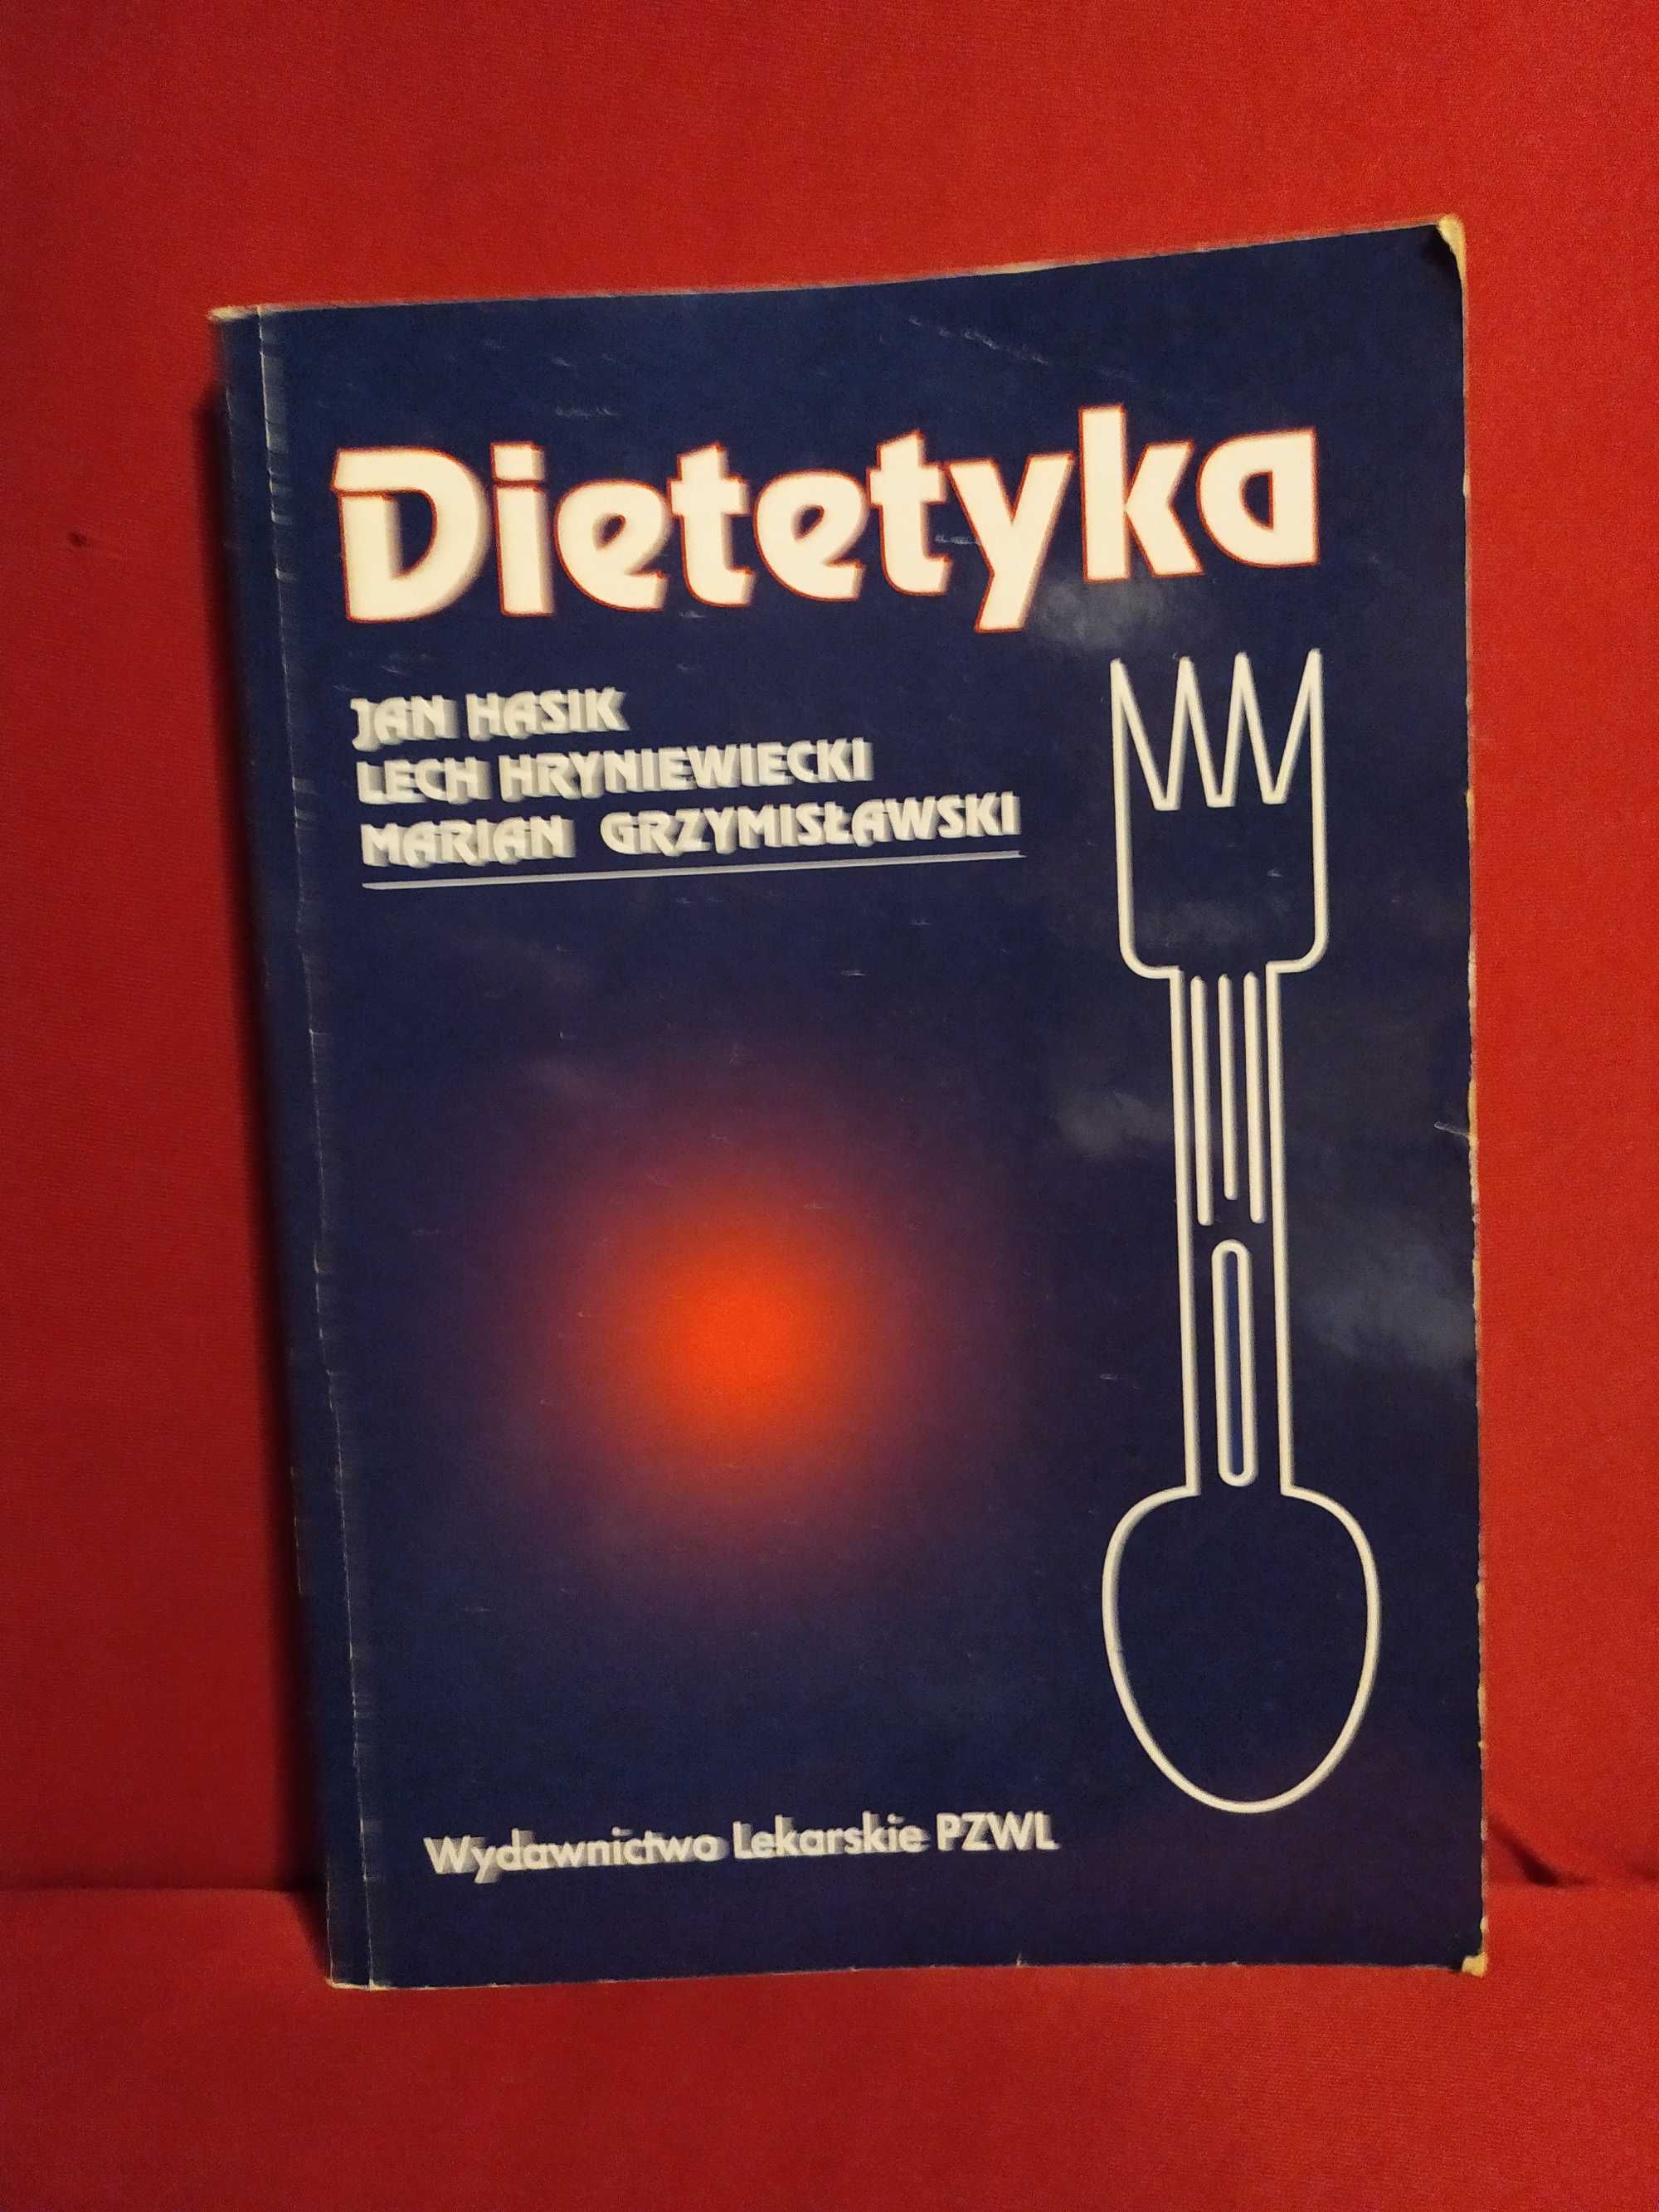 Dietetyka
JAN HASIK
LECH HRYNIEWIECKI
MARIAN GRZYMISŁAWSKI
Wydawnictwo Lekarskie PZWL